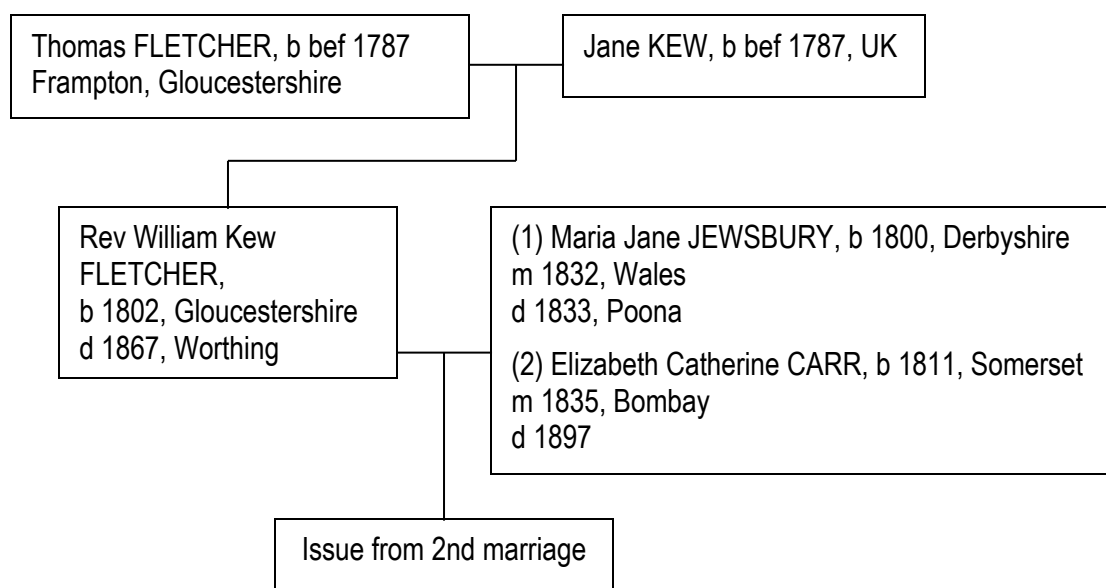 Thomas FLETCHER, b bef 1787
Frampton, Gloucestershire
Jane KEW, b bef 1787, UK
Rev William Kew
FLETCHER,
b 1802, Gloucestershire
d 1867, Worthing
(1) Maria Jane JEWSBURY, b 1800, Derbyshire
m 1832, Wales
d 1833, Poona
(2) Elizabeth Catherine CARR, b 1811, Somerset
m 1835, Bombay
d 1897
Issue from 2nd marriage